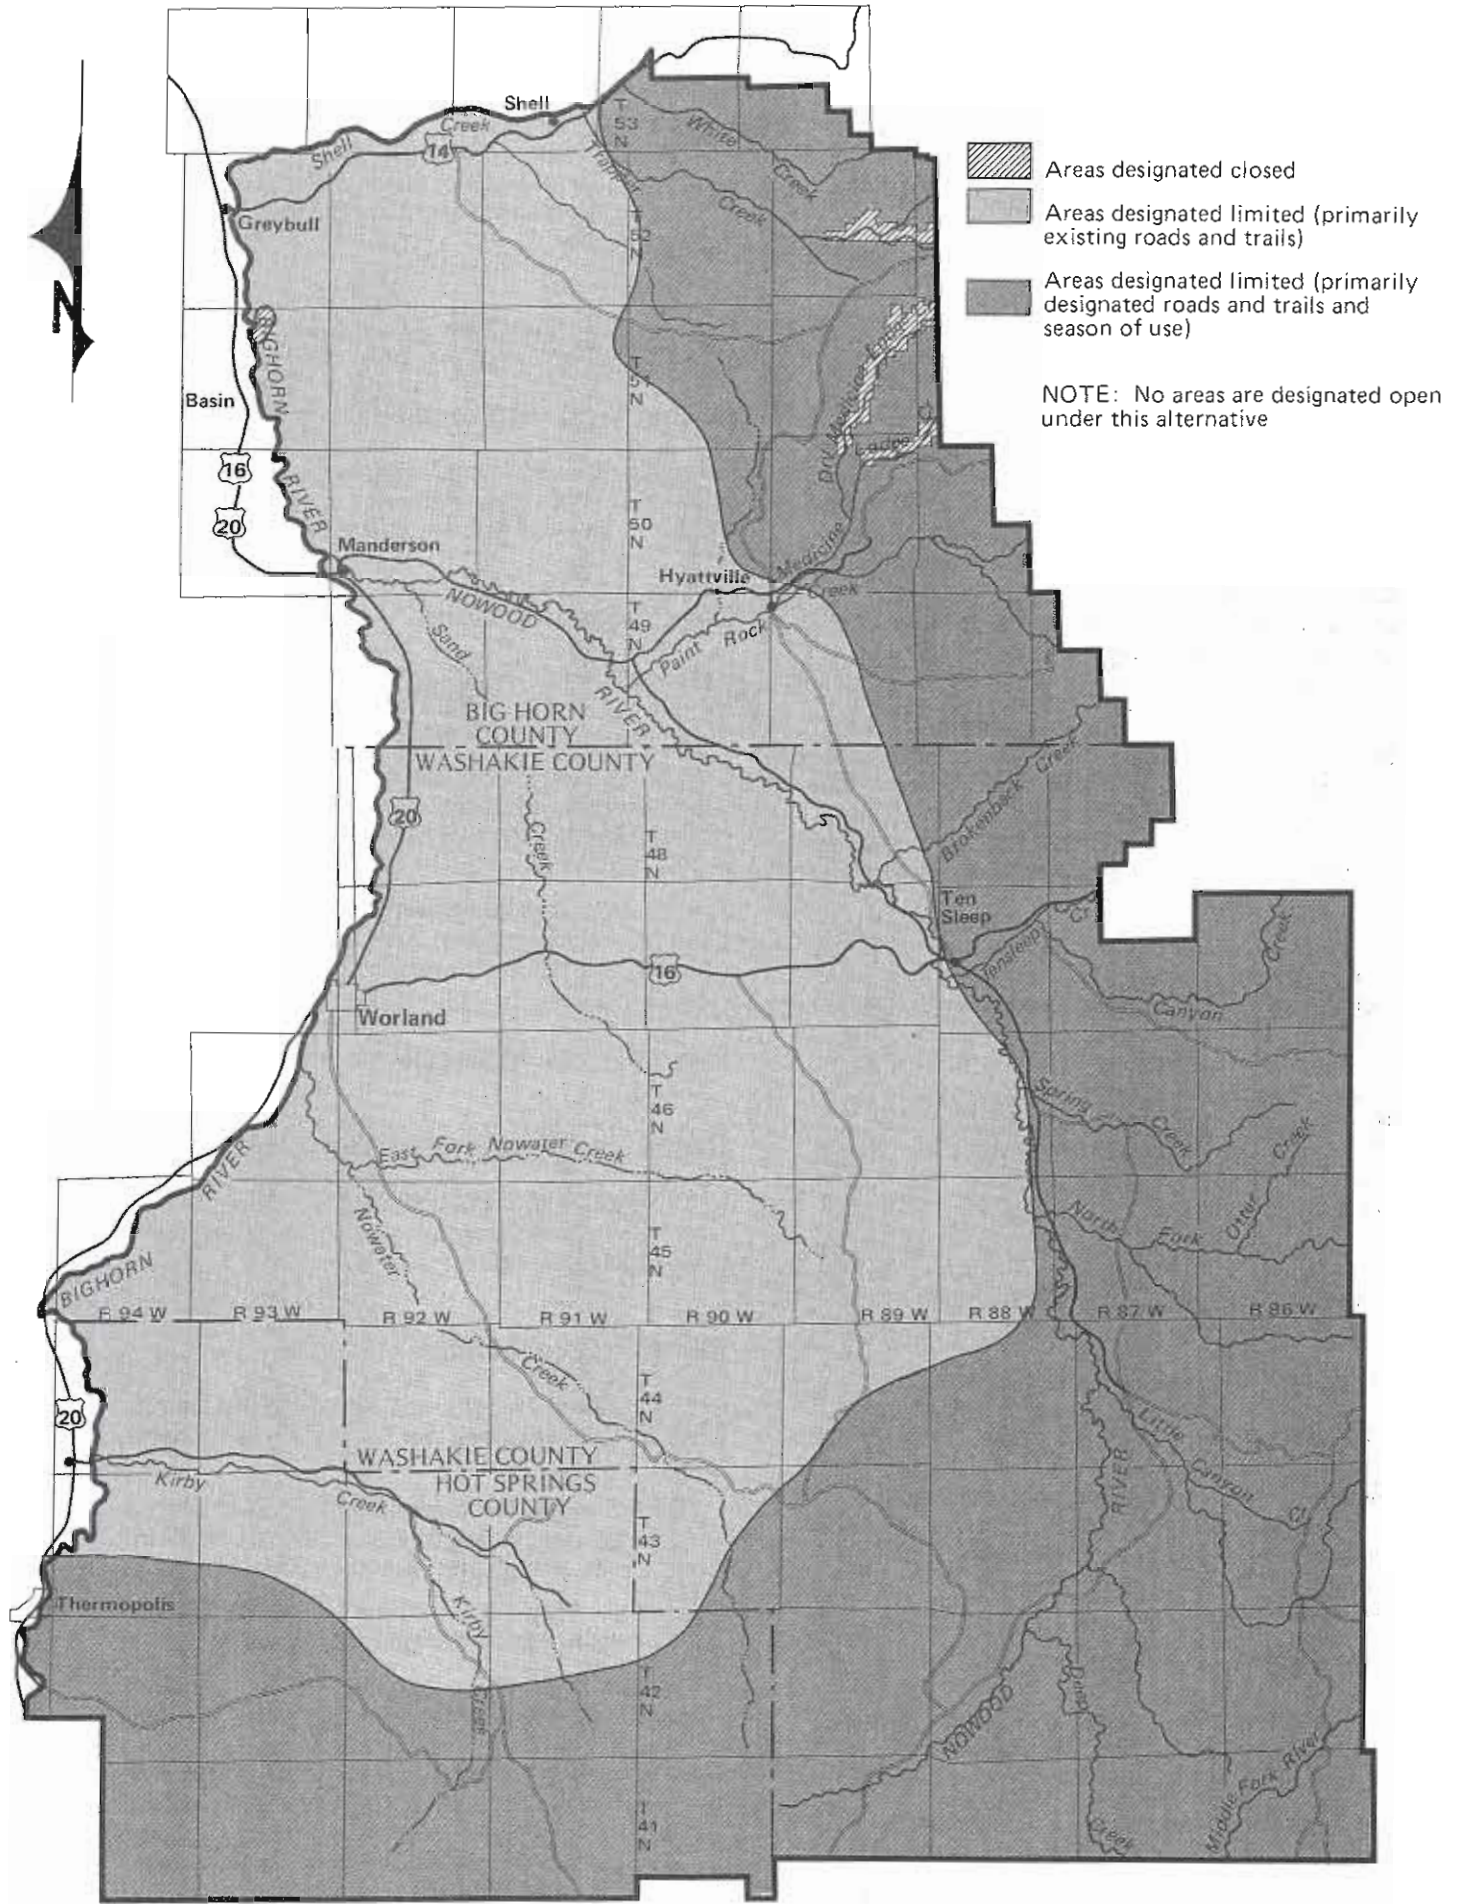 Shell
Creek
Shell
14
T
53
N
White
Creek
Trapper
Creek
Greybull
T
52
N
Areas designated closed
Areas designated limited (primarily
existing roads and trails)
Areas designated limited (primarily
designated roads and trails and
season of use)
NOTE: No areas are designated open
under this alternative
N
BIGHORN
RIVER
Basin
T
51
N
Dry Medicine
16
20
T
50
N
Manderson
Hyattville
Medicine
Creek
NOWOOD
RIVER
T
49
N
Paint Rock
Sand
BIG HORN
COUNTY
WASHAKIE COUNTY
20
Creek
T
48
N
Brokenback Creek
Ten
Sleep
Tensleep
Cr
Canyon
Creek
16
Worland
T
46
N
Spring
Creek
Otter
Creek
East Fork Nowater Creek
Nowater
North
Fork
T
45
N
BIGHORN
RIVER
R 94 W
R 93 W
R 92 W
R 91 W
R 90 W
R 89 W
R 88 W
R 87 W
R 86 W
Creek
T
44
N
20
WASHAKIE COUNTY
HOT SPRINGS
COUNTY
Kirby
Creek
Little
Canyon
Cr
RIVER
T
43
N
Thermopolis
Kirby
Creek
T
42
N
NOWOOD
Deep
Creek
Middle Fork River
T
41
N